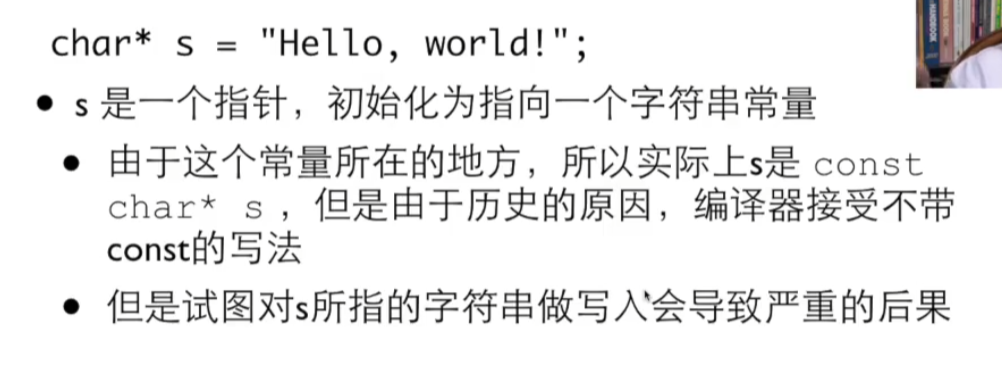 char* s = "Hello, world!";
• s 是一个指针，初始化为指向一个字符串常量
• 由于这个常量所在的地方，所以实际上s是 const
char* s ，但是由于历史的原因，编译器接受不带
const的写法
• 但是试图对s所指的字符串做写入会导致严重的后果
HANDBOOK